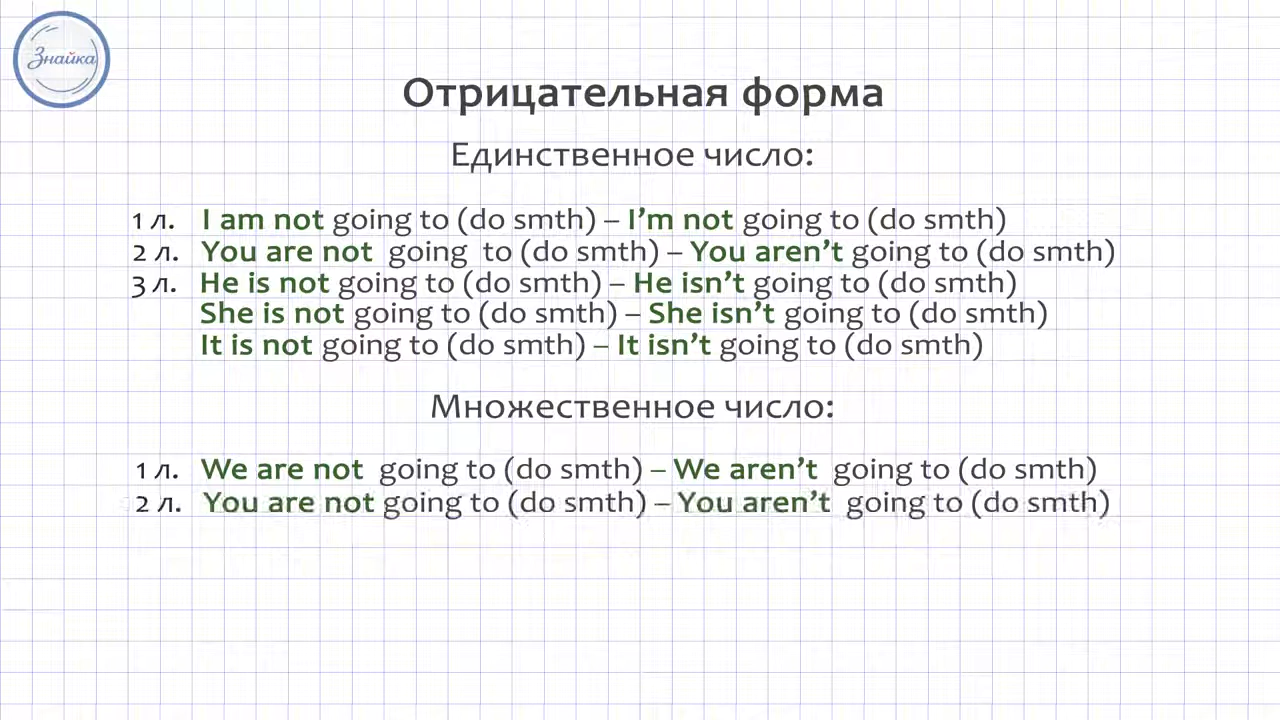 Знайка
Отрицательная форма
Единственное число:
1 л. I am not going to (do smth) – I’m not going to (do smth)
2 л. You are not going to (do smth) – You aren’t going to (do smth)
3 л. He is not going to (do smth) – He isn’t going to (do smth)
She is not going to (do smth) – She isn’t going to (do smth)
It is not going to (do smth) – It isn’t going to (do smth)
Множественное число:
1 л. We are not going to (do smth) – We aren’t going to (do smth)
2 л. You are not going to (do smth) – You aren’t going to (do smth)